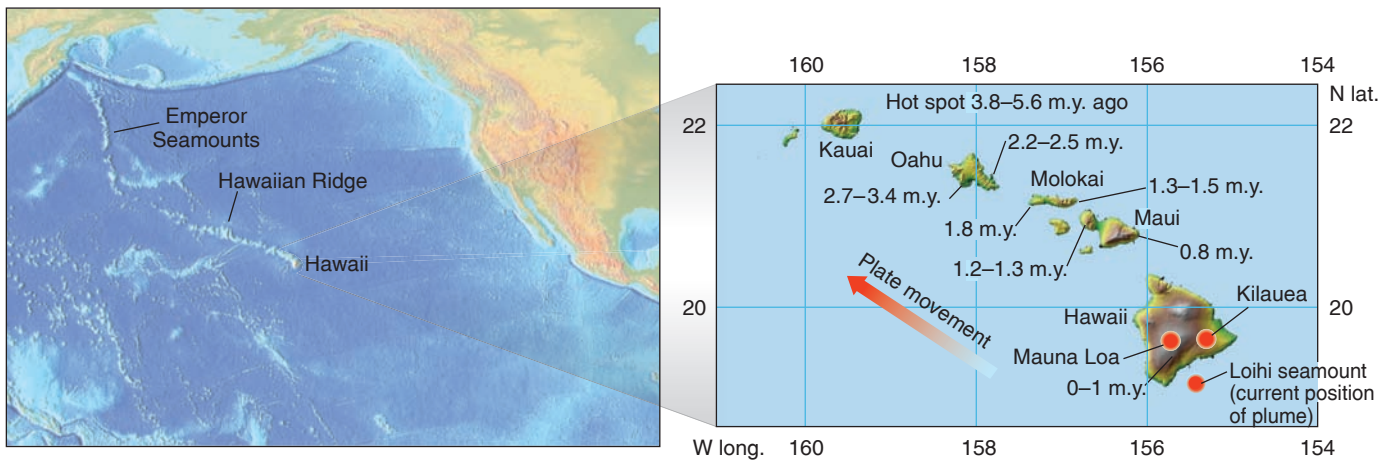 Emperor
Seamounts
Hawaiian Ridge
Hawaii
160
158
156
154
N lat.
Hot spot 3.8–5.6 m.y. ago
22
22
Kauai
Oahu
2.2–2.5 m.y.
2.7–3.4 m.y.
Molokai
1.3–1.5 m.y.
1.8 m.y.
Maui
0.8 m.y.
1.2–1.3 m.y.
Plate movement
20
20
Hawaii
Kilauea
Mauna Loa
0–1 m.y.
Loihi seamount
(current position
of plume)
W long.
160
158
156
154